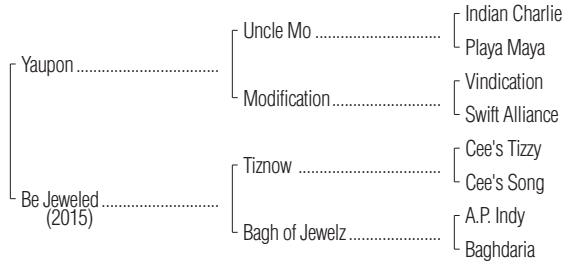 Indian Charlie
Uncle Mo
Playa Maya
Yaupon
Vindication
Modification
Swift Alliance
Cee's Tizzy
Tiznow
Cee's Song
Be Jeweled
(2015)
A.P. Indy
Bagh of Jewelz
Baghdaria